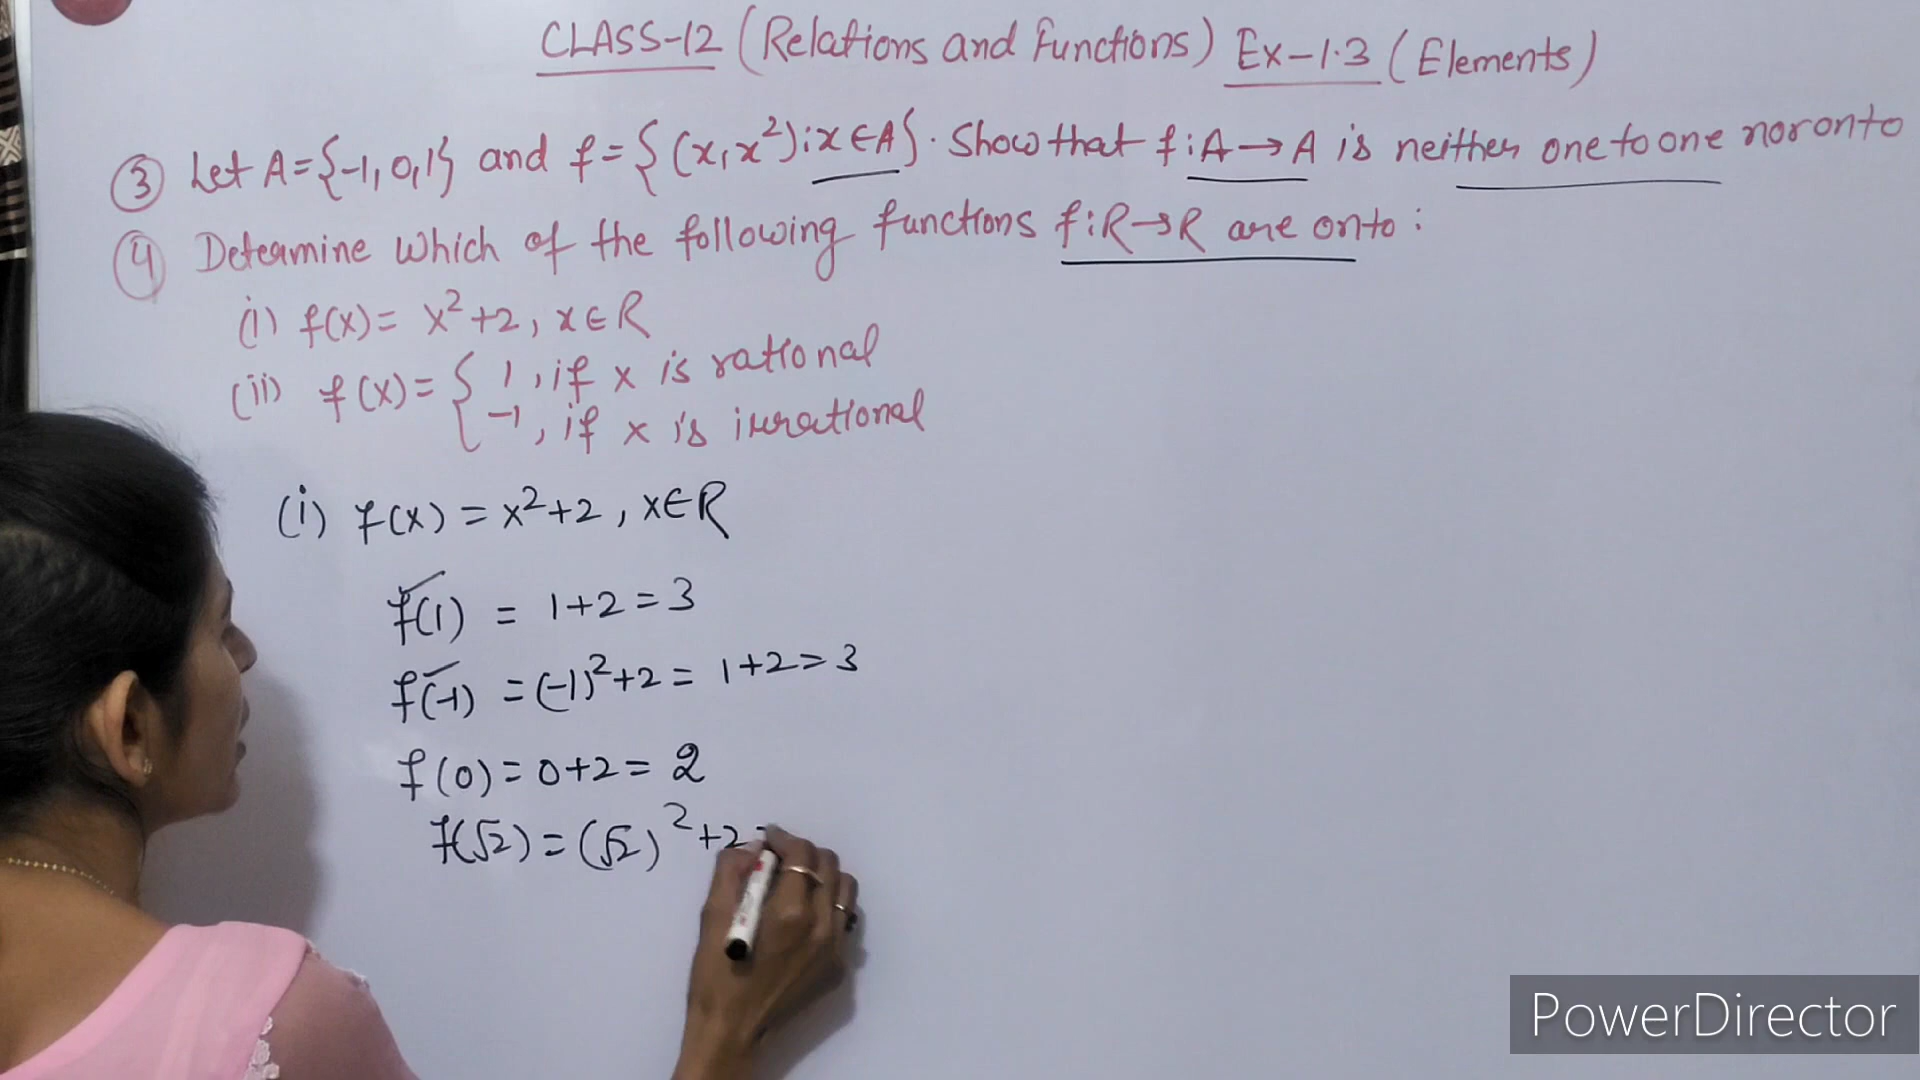 CLASS-12 (Relations and Functions) Ex-1.3 (Elements)
③ Let A={-1,0,1} and f={(x,x²):x∈A}. Show that f:A→A is neither one to one nor onto
④ Determine which of the following functions f:R→R are onto:
(i) f(x)= x²+2, x∈R
(ii) f(x)= { 1, if x is rational
-1, if x is irrational
(i) f(x) = x²+2, x∈R
f(1) = 1+2=3
f(-1) =(-1)²+2= 1+2=3
f(0)=0+2= 2
f(√2)=(√2)²+2=
PowerDirector